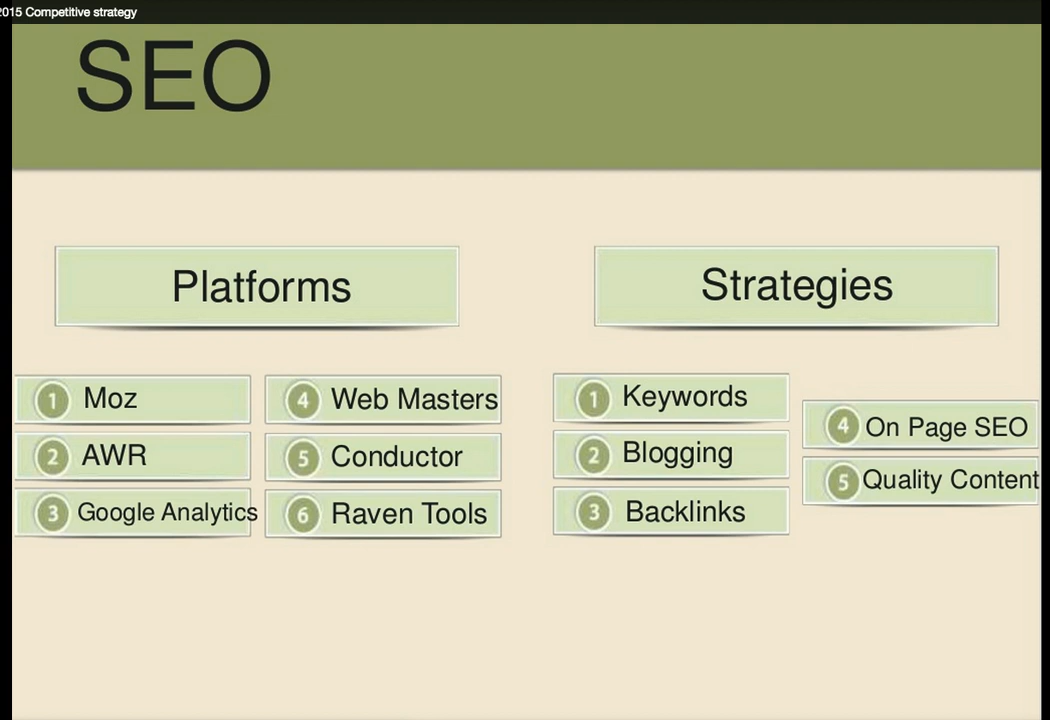 2015 Competitive strategy
SEO
Platforms
1 Moz
2 AWR
3 Google Analytics
4 Web Masters
5 Conductor
6 Raven Tools
Strategies
1 Keywords
2 Blogging
3 Backlinks
4 On Page SEO
5 Quality Content